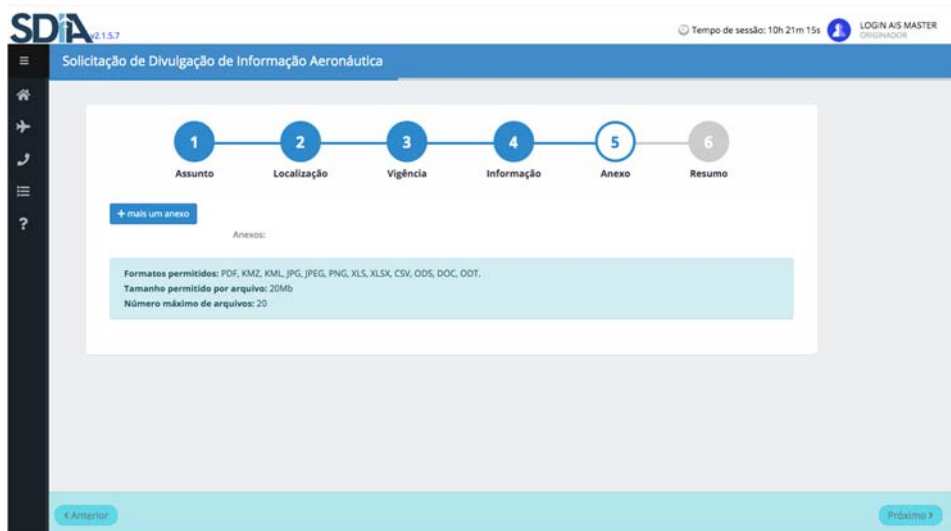 SDiA v2.1.5.7
Tempo de sessão: 10h 21m 15s
LOGIN AIS MASTER
ORIGINADOR
Solicitação de Divulgação de Informação Aeronáutica
1 2 3 4 5 6
Assunto Localização Vigência Informação Anexo Resumo
+ mais um anexo
Anexos:
Formatos permitidos: PDF, KMZ, KML, JPG, JPEG, PNG, XLS, XLSX, CSV, ODS, DOC, ODT.
Tamanho permitido por arquivo: 20Mb
Número máximo de arquivos: 20
< Anterior
Próximo >